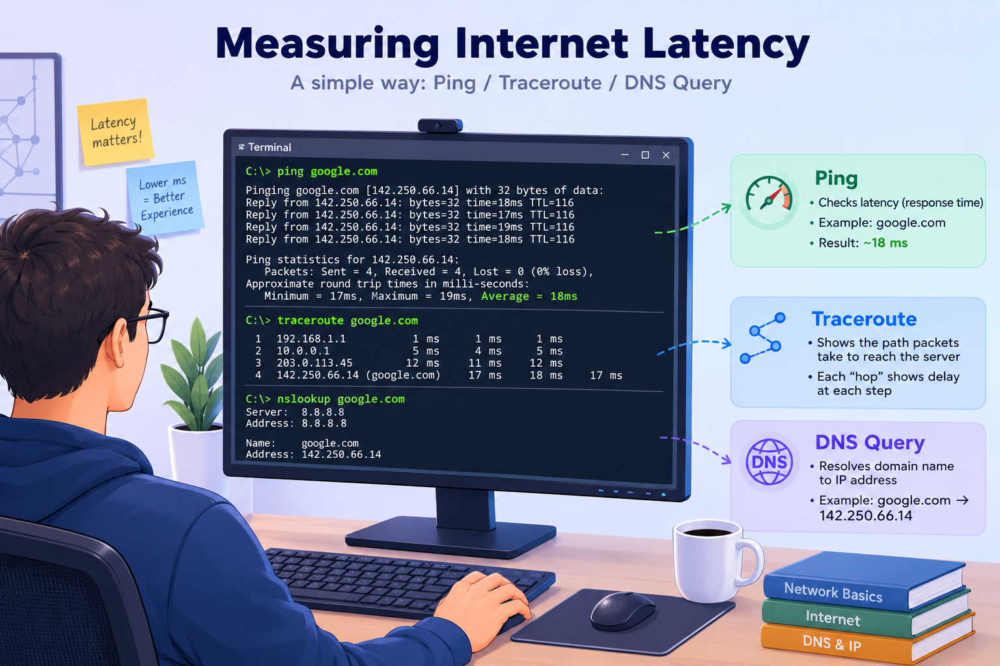 Measuring Internet Latency
A simple way: Ping / Traceroute / DNS Query
Latency
matters!
Lower ms
= Better
Experience
Terminal
C:\> ping google.com
Pinging google.com [142.250.66.14] with 32 bytes of data:
Reply from 142.250.66.14: bytes=32 time=18ms TTL=116
Reply from 142.250.66.14: bytes=32 time=17ms TTL=116
Reply from 142.250.66.14: bytes=32 time=19ms TTL=116
Reply from 142.250.66.14: bytes=32 time=18ms TTL=116
Ping statistics for 142.250.66.14:
Packets: Sent = 4, Received = 4, Lost = 0 (0% loss),
Approximate round trip times in milli-seconds:
Minimum = 17ms, Maximum = 19ms, Average = 18ms
C:\> traceroute google.com
1 192.168.1.1 1 ms 1 ms 1 ms
2 10.0.0.1 5 ms 4 ms 5 ms
3 203.0.113.45 12 ms 11 ms 12 ms
4 142.250.66.14 (google.com) 17 ms 18 ms 17 ms
C:\> nslookup google.com
Server: 8.8.8.8
Address: 8.8.8.8
Name: google.com
Address: 142.250.66.14
Ping
• Checks latency (response time)
• Example: google.com
• Result: ~18 ms
Traceroute
• Shows the path packets
take to reach the server
• Each “hop” shows delay
at each step
DNS
DNS Query
• Resolves domain name
to IP address
• Example: google.com →
142.250.66.14
Network Basics
Internet
DNS & IP